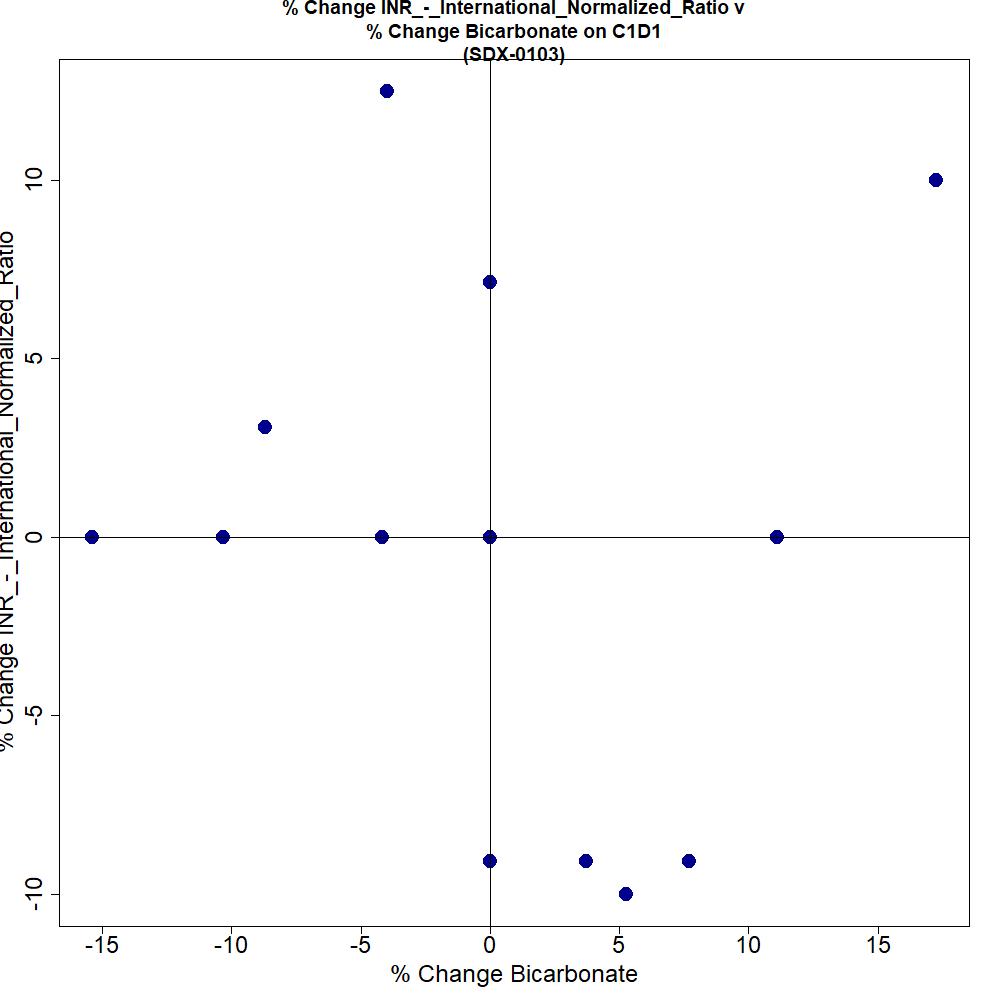 % Change INR_-_International_Normalized_Ratio v
% Change Bicarbonate on C1D1
(SDX-0103)
% Change INR_-_International_Normalized_Ratio
10
5
0
-5
-10
-15
-10
-5
0
5
10
15
% Change Bicarbonate